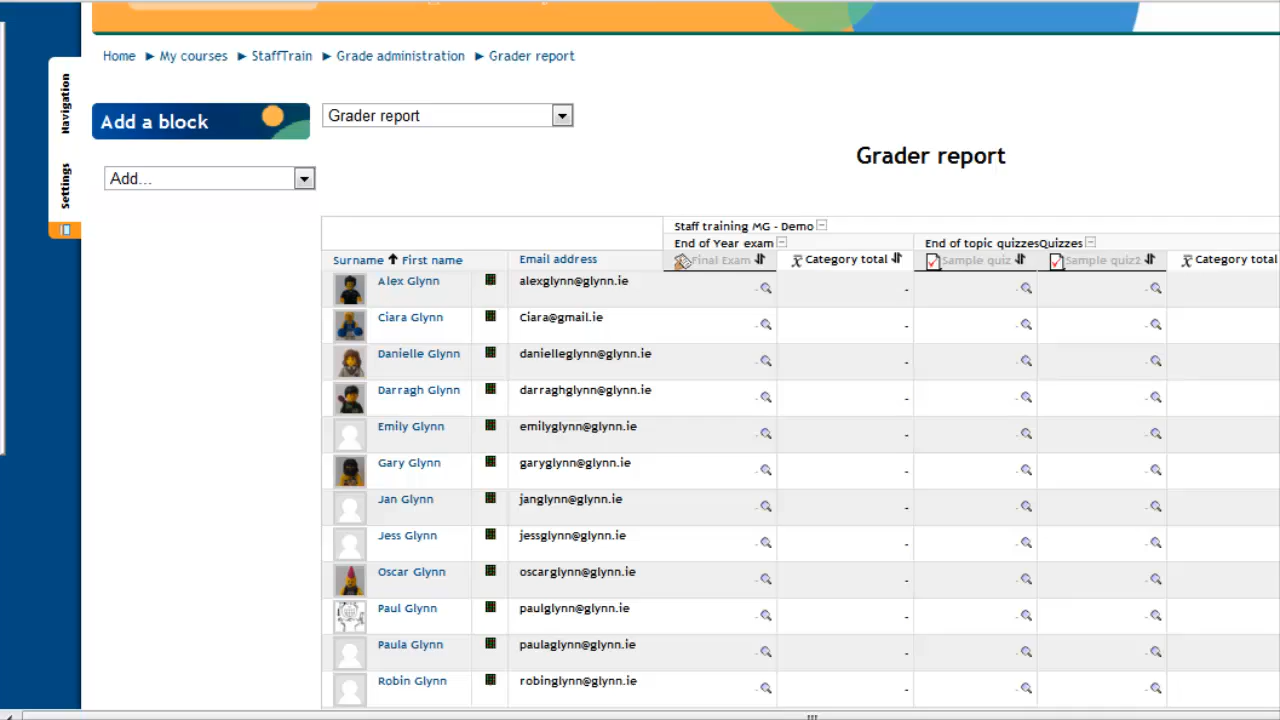 Home ► My courses ► StaffTrain ► Grade administration ► Grader report
Navigation
Settings
Add a block
Grader report
Add...
Grader report
Staff training MG - Demo
End of Year exam End of topic quizzesQuizzes
Surname First name Email address Final Exam Category total Sample quiz Sample quiz2 Category total
Alex Glynn alexglynn@glynn.ie - - - -
Ciara Glynn Ciara@gmail.ie - - - -
Danielle Glynn danielleglynn@glynn.ie - - - -
Darragh Glynn darraghglynn@glynn.ie - - - -
Emily Glynn emilyglynn@glynn.ie - - - -
Gary Glynn garyglynn@glynn.ie - - - -
Jan Glynn janglynn@glynn.ie - - - -
Jess Glynn jessglynn@glynn.ie - - - -
Oscar Glynn oscarglynn@glynn.ie - - - -
Paul Glynn paulglynn@glynn.ie - - - -
Paula Glynn paulaglynn@glynn.ie - - - -
Robin Glynn robinglynn@glynn.ie - - - -